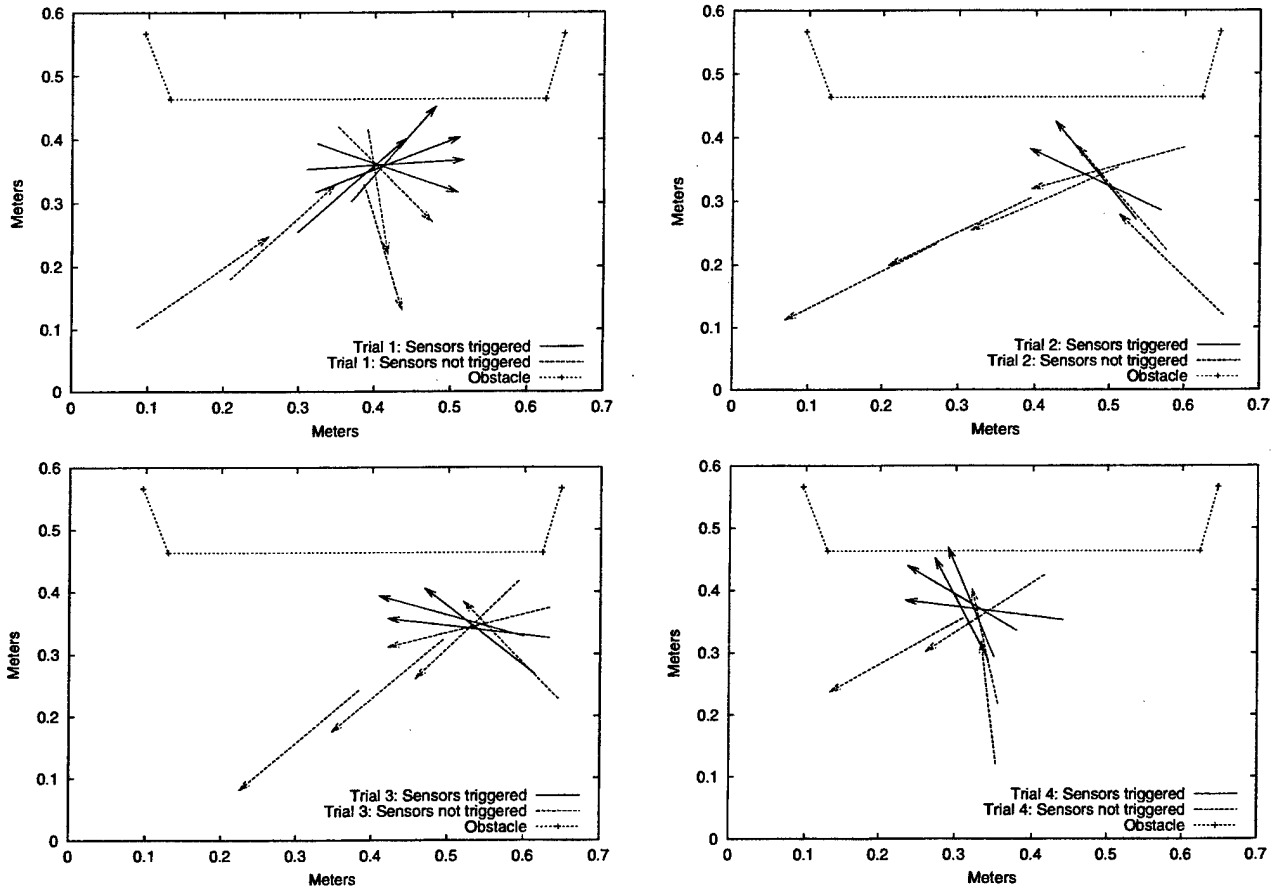 0.6
0.5
0.4
0.3
0.2
0.1
0
Meters
Trial 1: Sensors triggered
Trial 1: Sensors not triggered
Obstacle
0 0.1 0.2 0.3 0.4 0.5 0.6 0.7
Meters
0.6
0.5
0.4
0.3
0.2
0.1
0
Meters
Trial 2: Sensors triggered
Trial 2: Sensors not triggered
Obstacle
0 0.1 0.2 0.3 0.4 0.5 0.6 0.7
Meters
0.6
0.5
0.4
0.3
0.2
0.1
0
Meters
Trial 3: Sensors triggered
Trial 3: Sensors not triggered
Obstacle
0 0.1 0.2 0.3 0.4 0.5 0.6 0.7
Meters
0.6
0.5
0.4
0.3
0.2
0.1
0
Meters
Trial 4: Sensors triggered
Trial 4: Sensors not triggered
Obstacle
0 0.1 0.2 0.3 0.4 0.5 0.6 0.7
Meters